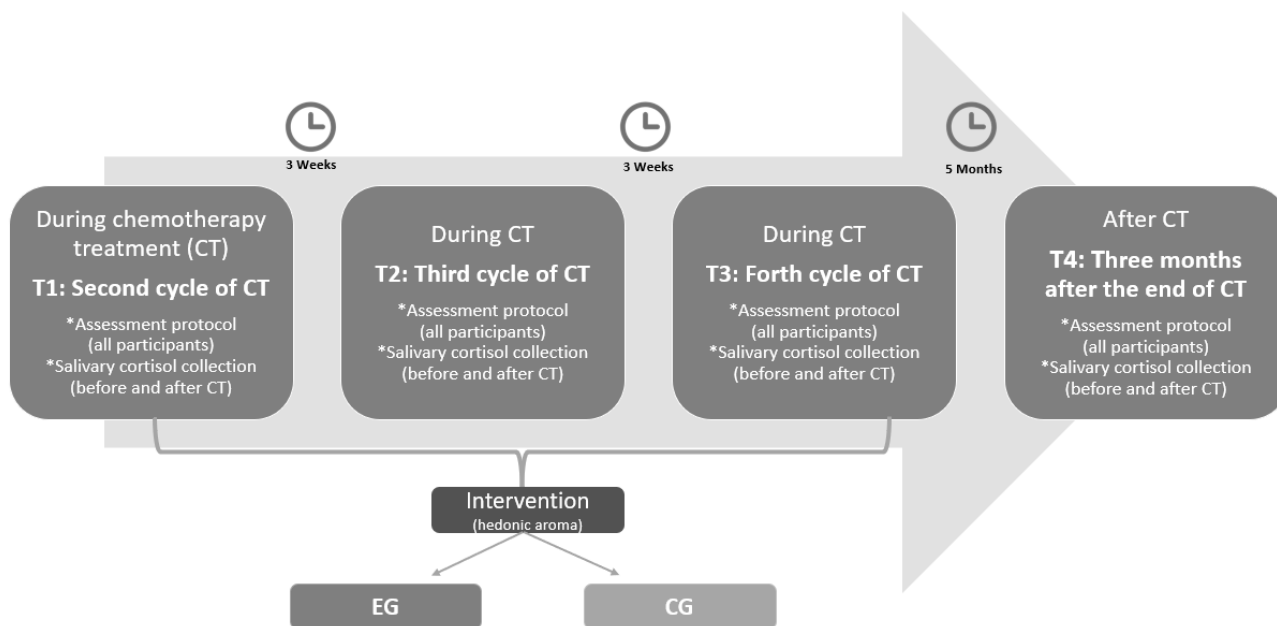 3 Weeks
3 Weeks
5 Months
During chemotherapy
treatment (CT)
T1: Second cycle of CT
*Assessment protocol
(all participants)
*Salivary cortisol collection
(before and after CT)
During CT
T2: Third cycle of CT
*Assessment protocol
(all participants)
*Salivary cortisol collection
(before and after CT)
During CT
T3: Forth cycle of CT
*Assessment protocol
(all participants)
*Salivary cortisol collection
(before and after CT)
After CT
T4: Three months
after the end of CT
*Assessment protocol
(all participants)
*Salivary cortisol collection
(before and after CT)
Intervention
(hedonic aroma)
EG
CG